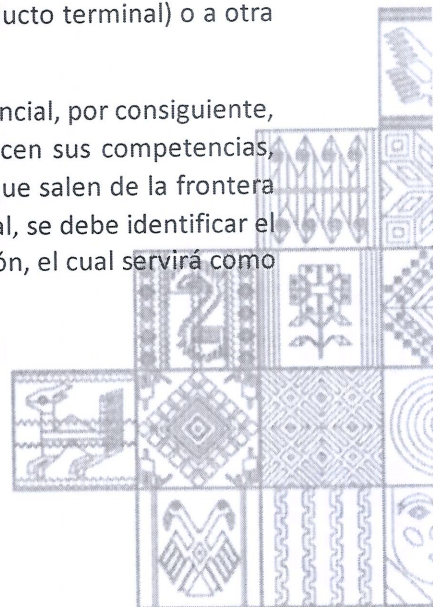 ucto terminal) o a otra
ncial, por consiguiente,
cen sus competencias,
ue salen de la frontera
al, se debe identificar el
ón, el cual servirá como